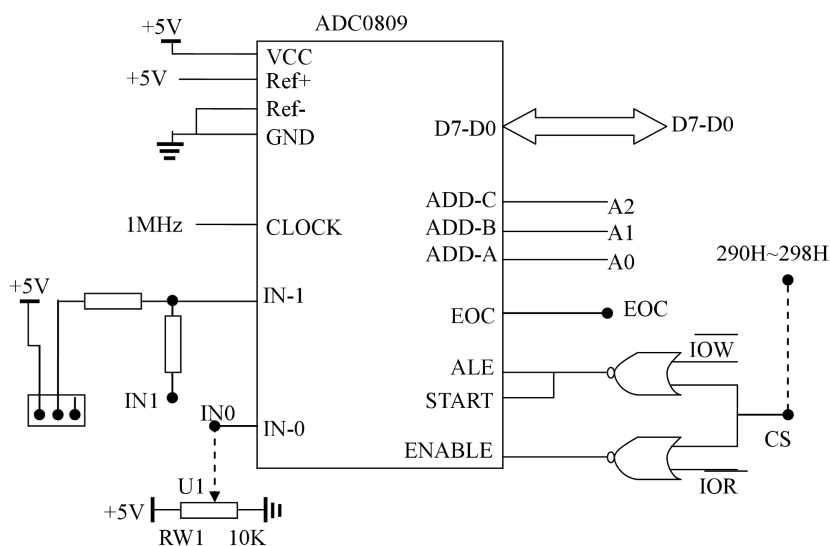 ADC0809
+5V
VCC
+5V
Ref+
Ref-
GND
D7-D0
D7-D0
1MHz
CLOCK
ADD-C
A2
ADD-B
A1
ADD-A
A0
290H~298H
+5V
IN-1
EOC
EOC
IOW
ALE
START
IN1
IN0
IN-0
CS
ENABLE
IOR
U1
+5V
RW1
10K